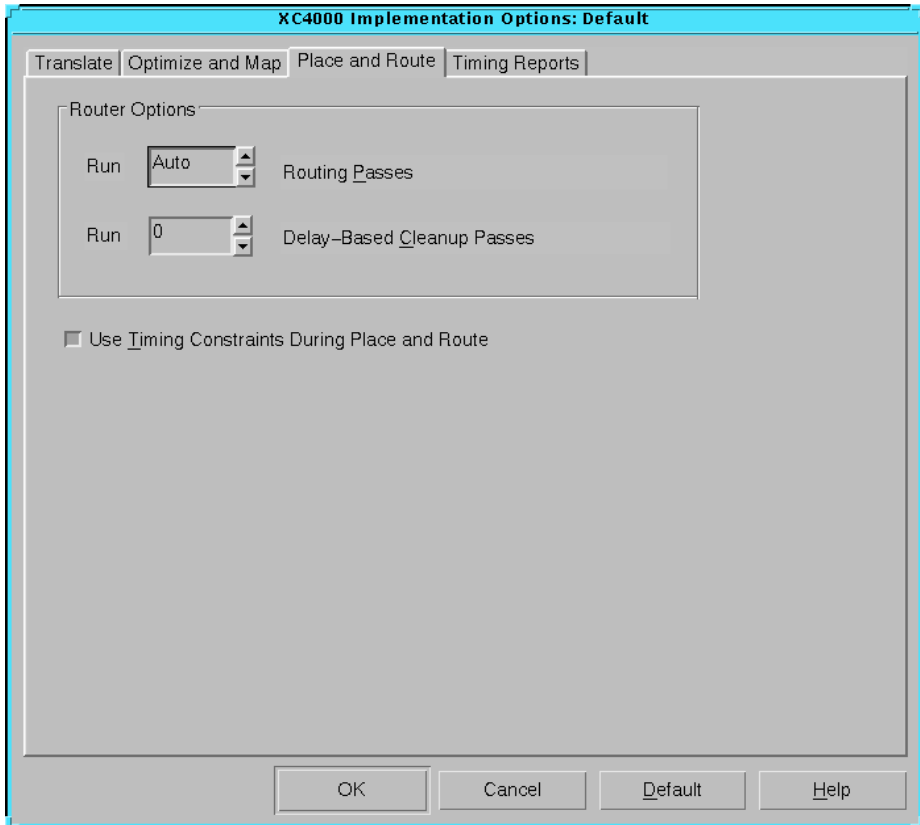 XC4000 Implementation Options: Default
Translate Optimize and Map Place and Route Timing Reports
Router Options
Run Auto Routing Passes
Run 0 Delay–Based Cleanup Passes
Use Timing Constraints During Place and Route
OK Cancel Default Help